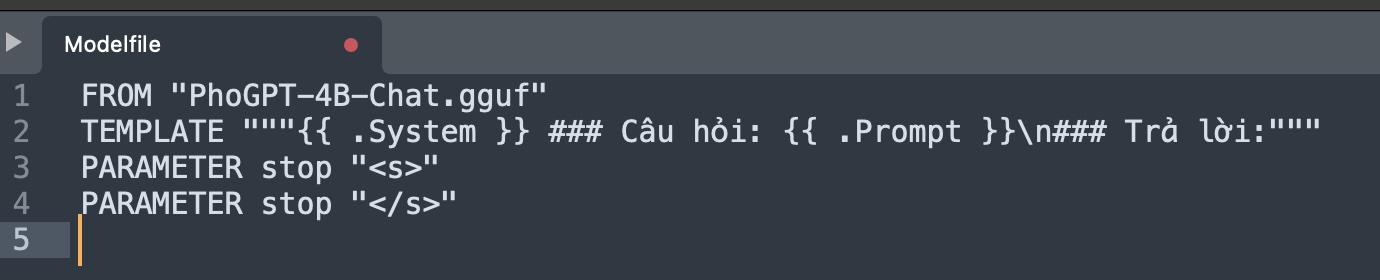 Modelfile
1 FROM "PhoGPT-4B-Chat.gguf"
2 TEMPLATE """{{ .System }} ### Câu hỏi: {{ .Prompt }}\n### Trả lời:"""
3 PARAMETER stop "<s>"
4 PARAMETER stop "</s>"
5